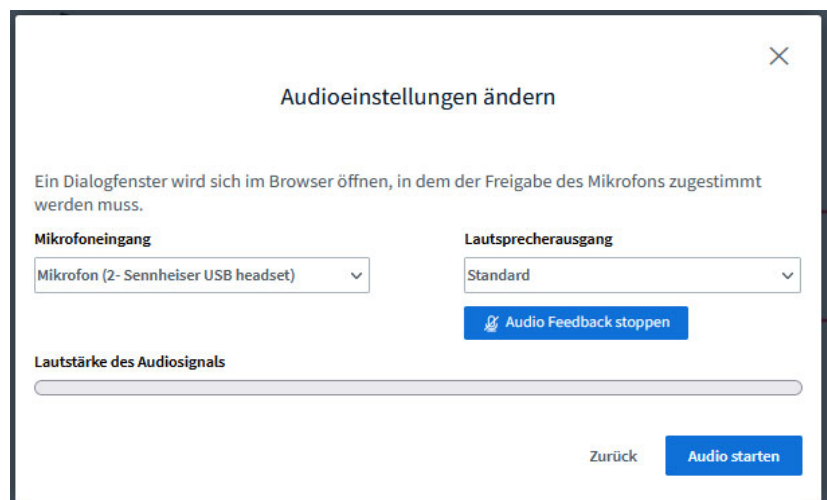 Audioeinstellungen ändern
Ein Dialogfenster wird sich im Browser öffnen, in dem der Freigabe des Mikrofons zugestimmt
werden muss.
Mikrofoneingang
Lautsprecherausgang
Mikrofon (2- Sennheiser USB headset)
Standard
Audio Feedback stoppen
Lautstärke des Audiosignals
Zurück
Audio starten